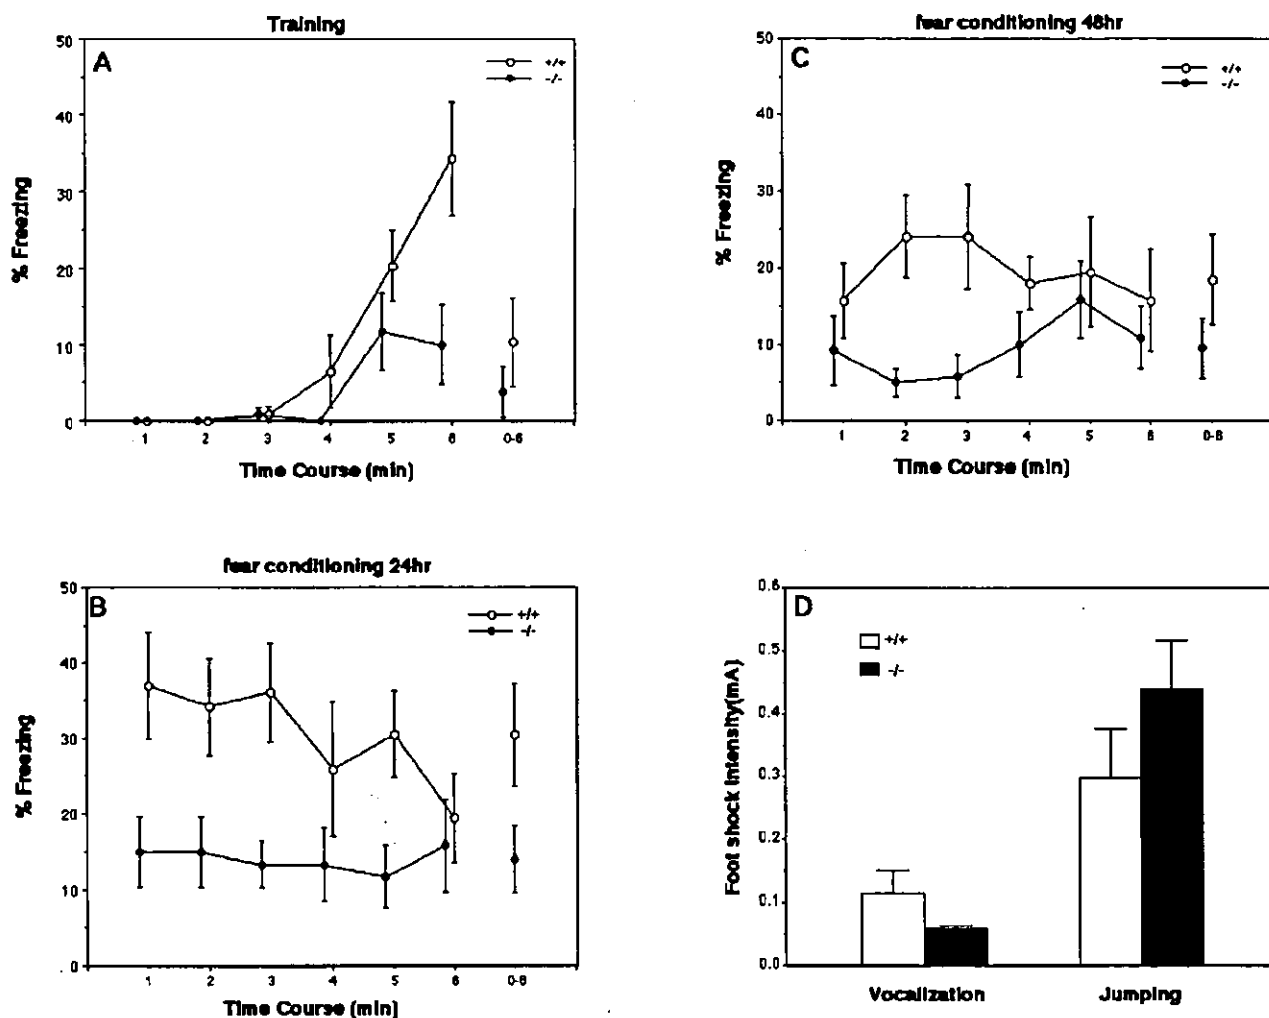 Training
A
+/+
-/-
50
40
30
20
10
0
% Freezing
1 2 3 4 5 6 0-6
Time Course (min)
fear conditioning 48hr
C
+/+
-/-
50
40
30
20
10
0
% Freezing
1 2 3 4 5 6 0-6
Time Course (min)
fear conditioning 24hr
B
+/+
-/-
50
40
30
20
10
0
% Freezing
1 2 3 4 5 6 0-6
Time Course (min)
D
+/+
-/-
0.6
0.5
0.4
0.3
0.2
0.1
0.0
Foot shock intensity(mA)
Vocalization Jumping